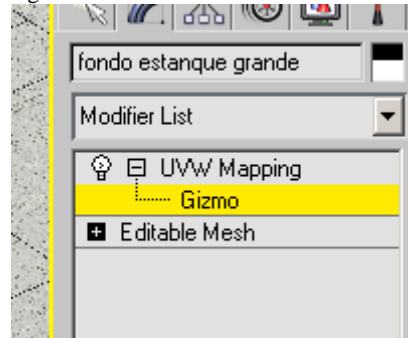 fondo estanque grande
Modifier List
UVW Mapping
Gizmo
Editable Mesh